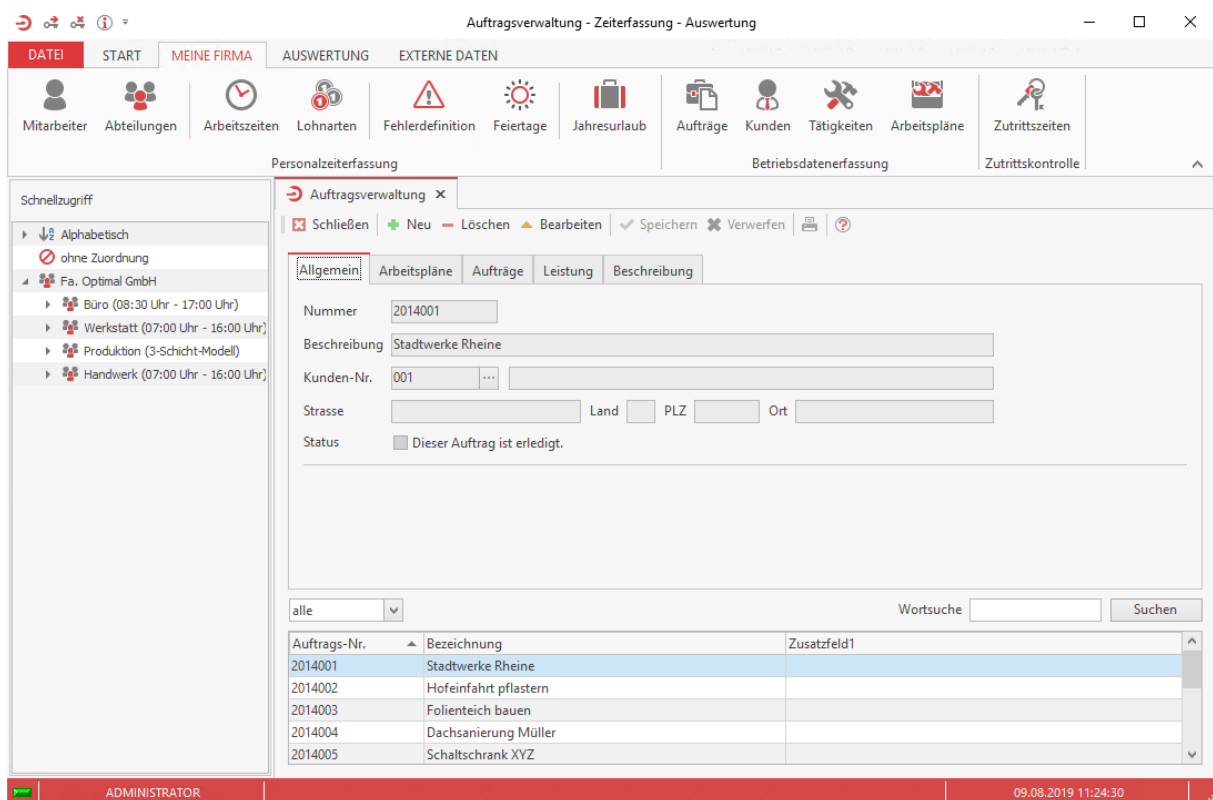 Auftragsverwaltung - Zeiterfassung - Auswertung
DATEI START MEINE FIRMA AUSWERTUNG EXTERNE DATEN
Mitarbeiter Abteilungen Arbeitszeiten Lohnarten Fehlerdefinition Feiertage Jahresurlaub Aufträge Kunden Tätigkeiten Arbeitspläne Zutrittszeiten
Personalzeiterfassung Betriebsdatenerfassung Zutrittskontrolle
Schnellzugriff
Alphabetisch
ohne Zuordnung
Fa. Optimal GmbH
Büro (08:30 Uhr - 17:00 Uhr)
Werkstatt (07:00 Uhr - 16:00 Uhr)
Produktion (3-Schicht-Modell)
Handwerk (07:00 Uhr - 16:00 Uhr)
Auftragsverwaltung
Schließen Neu Löschen Bearbeiten Speichern Verwerfen
Allgemein Arbeitspläne Aufträge Leistung Beschreibung
Nummer 2014001
Beschreibung Stadtwerke Rheine
Kunden-Nr. 001 ...
Strasse Land PLZ Ort
Status Dieser Auftrag ist erledigt.
alle Wortsuche Suchen
Auftrags-Nr. Bezeichnung Zusatzfeld1
2014001 Stadtwerke Rheine
2014002 Hofeinfahrt pflastern
2014003 Folienteich bauen
2014004 Dachsanierung Müller
2014005 Schaltschrank XYZ
ADMINISTRATOR 09.08.2019 11:24:30